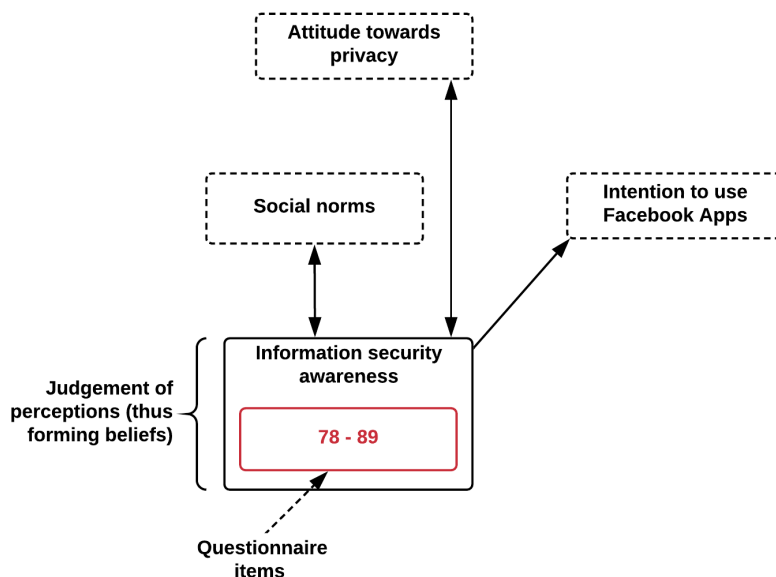 Attitude towards
privacy
Social norms
Intention to use
Facebook Apps
Information security
awareness
Judgement of
perceptions (thus
forming beliefs)
78 - 89
Questionnaire
items